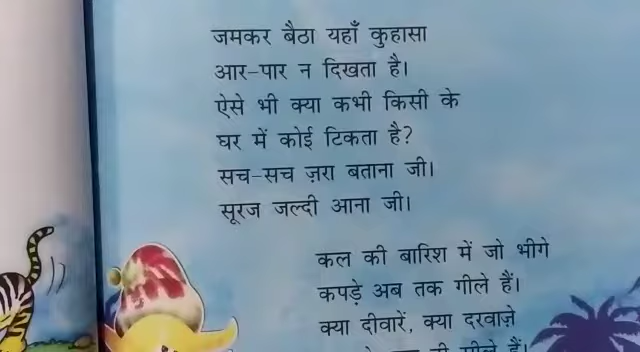 जमकर बैठा यहाँ कुहासा
आर-पार न दिखता है।
ऐसे भी क्या कभी किसी के
घर में कोई टिकता है?
सच-सच ज़रा बताना जी।
सूरज जल्दी आना जी।
कल की बारिश में जो भीगे
कपड़े अब तक गीले हैं।
क्या दीवारें, क्या दरवाज़े
गीले हैं।